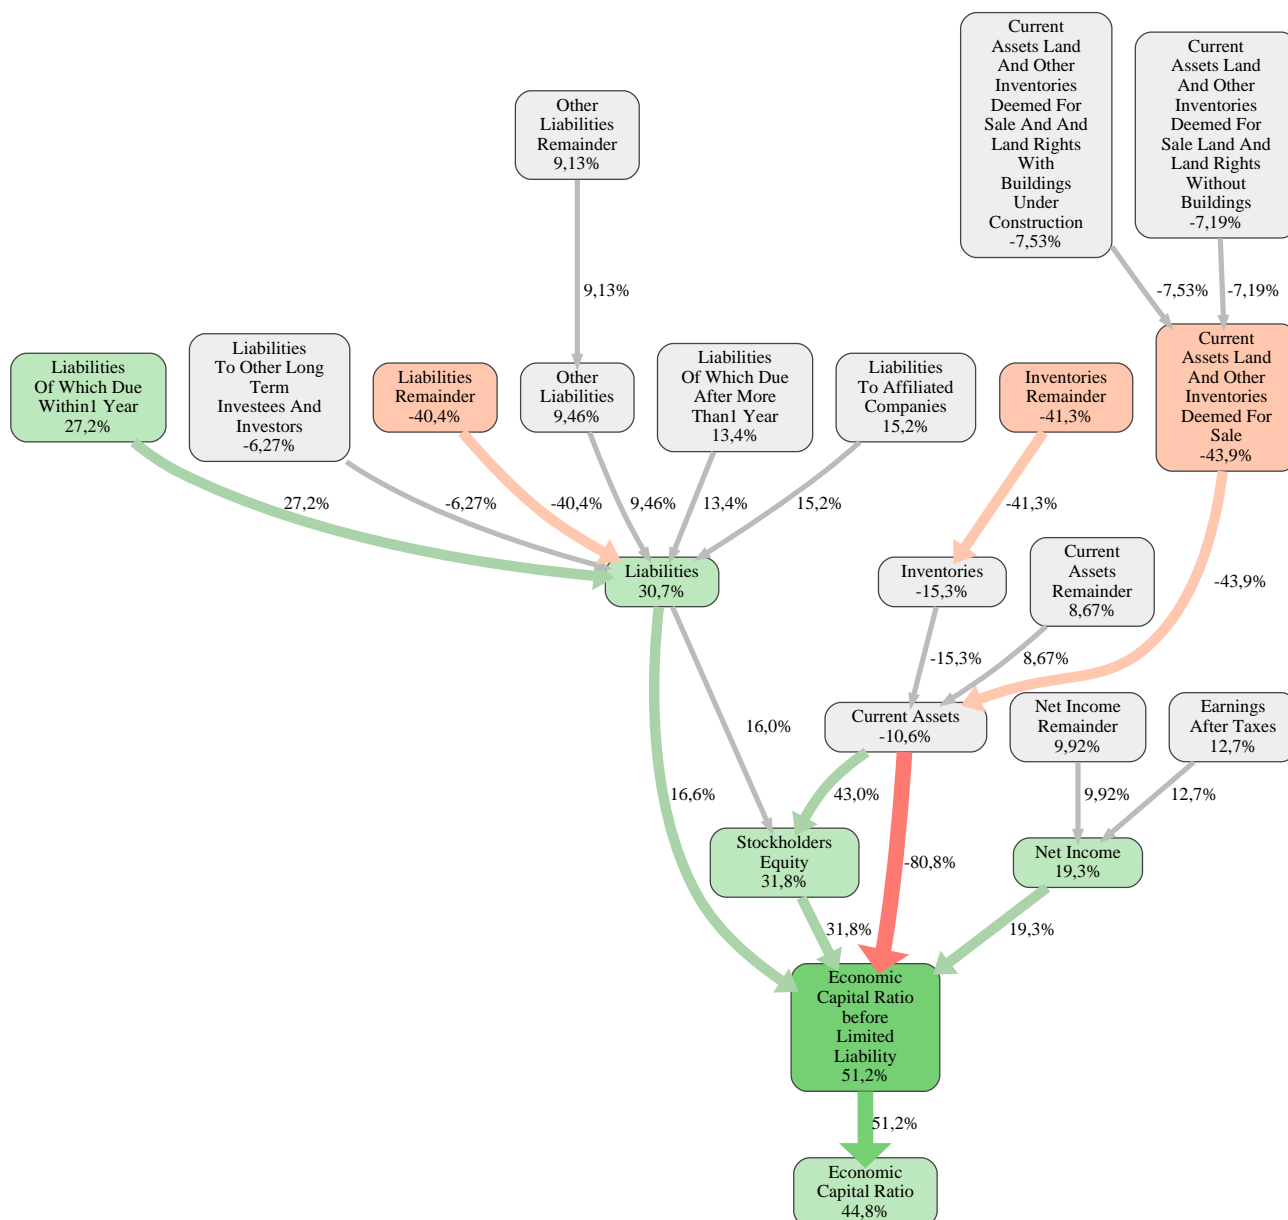 Current
Assets Land
And Other
Inventories
Deemed For
Sale And And
Land Rights
With
Buildings
Under
Construction
-7,53%
Current
Assets Land
And Other
Inventories
Deemed For
Sale Land And
Land Rights
Without
Buildings
-7,19%
Other
Liabilities
Remainder
9,13%
9,13%
-7,53%
-7,19%
Liabilities
Of Which Due
Within1 Year
27,2%
Liabilities
To Other Long
Term
Investees And
Investors
-6,27%
Liabilities
Remainder
-40,4%
Other
Liabilities
9,46%
Liabilities
Of Which Due
After More
Than1 Year
13,4%
Liabilities
To Affiliated
Companies
15,2%
Inventories
Remainder
-41,3%
Current
Assets Land
And Other
Inventories
Deemed For
Sale
-43,9%
27,2%
-6,27%
-40,4%
9,46%
13,4%
15,2%
-41,3%
-43,9%
Liabilities
30,7%
Inventories
-15,3%
Current
Assets
Remainder
8,67%
-15,3%
8,67%
16,0%
Current Assets
-10,6%
Net Income
Remainder
9,92%
Earnings
After Taxes
12,7%
16,6%
43,0%
-80,8%
9,92%
12,7%
Stockholders
Equity
31,8%
Net Income
19,3%
31,8%
19,3%
Economic
Capital Ratio
before
Limited
Liability
51,2%
51,2%
Economic
Capital Ratio
44,8%